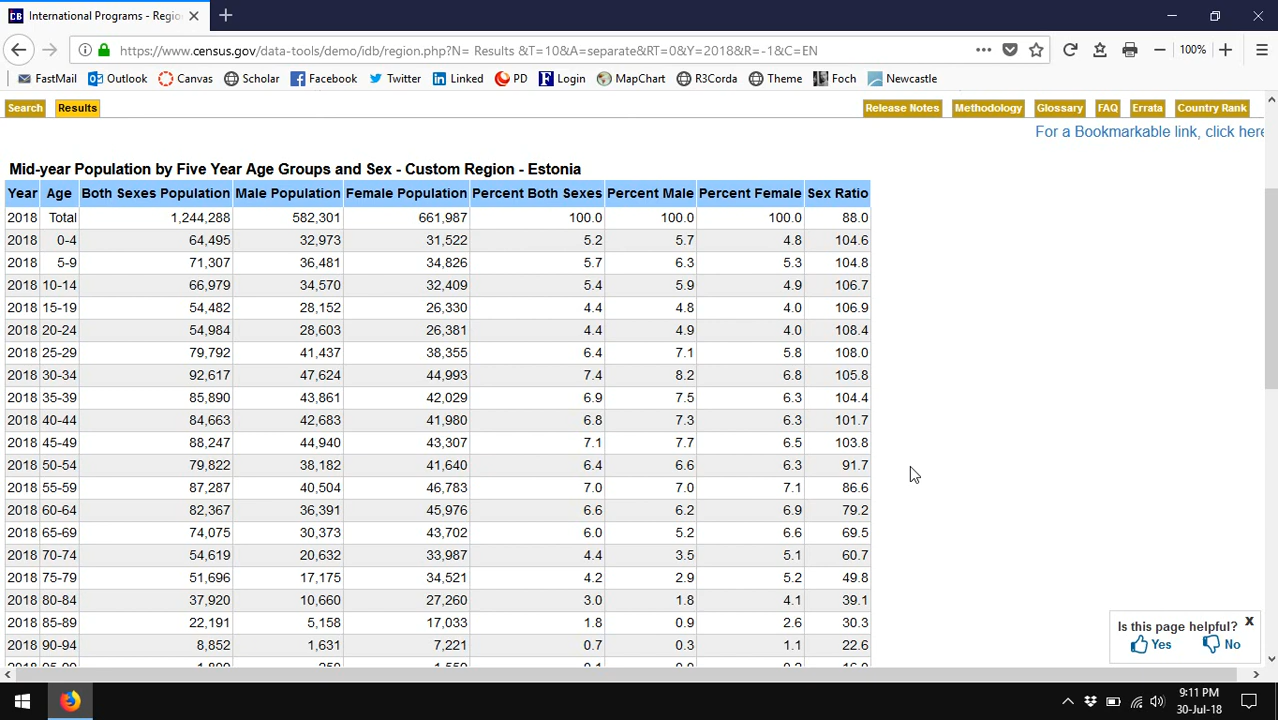 International Programs - Regio
https://www.census.gov/data-tools/demo/idb/region.php?N= Results &T=10&A=separate&RT=0&Y=2018&R=-1&C=EN
100%
FastMail Outlook Canvas Scholar Facebook Twitter Linked PD Login MapChart R3Corda Theme Foch Newcastle
Search Results Release Notes Methodology Glossary FAQ Errata Country Rank
For a Bookmarkable link, click here
Mid-year Population by Five Year Age Groups and Sex - Custom Region - Estonia
Year Age Both Sexes Population Male Population Female Population Percent Both Sexes Percent Male Percent Female Sex Ratio
2018 Total 1,244,288 582,301 661,987 100.0 100.0 100.0 88.0
2018 0-4 64,495 32,973 31,522 5.2 5.7 4.8 104.6
2018 5-9 71,307 36,481 34,826 5.7 6.3 5.3 104.8
2018 10-14 66,979 34,570 32,409 5.4 5.9 4.9 106.7
2018 15-19 54,482 28,152 26,330 4.4 4.8 4.0 106.9
2018 20-24 54,984 28,603 26,381 4.4 4.9 4.0 108.4
2018 25-29 79,792 41,437 38,355 6.4 7.1 5.8 108.0
2018 30-34 92,617 47,624 44,993 7.4 8.2 6.8 105.8
2018 35-39 85,890 43,861 42,029 6.9 7.5 6.3 104.4
2018 40-44 84,663 42,683 41,980 6.8 7.3 6.3 101.7
2018 45-49 88,247 44,940 43,307 7.1 7.7 6.5 103.8
2018 50-54 79,822 38,182 41,640 6.4 6.6 6.3 91.7
2018 55-59 87,287 40,504 46,783 7.0 7.0 7.1 86.6
2018 60-64 82,367 36,391 45,976 6.6 6.2 6.9 79.2
2018 65-69 74,075 30,373 43,702 6.0 5.2 6.6 69.5
2018 70-74 54,619 20,632 33,987 4.4 3.5 5.1 60.7
2018 75-79 51,696 17,175 34,521 4.2 2.9 5.2 49.8
2018 80-84 37,920 10,660 27,260 3.0 1.8 4.1 39.1
2018 85-89 22,191 5,158 17,033 1.8 0.9 2.6 30.3
2018 90-94 8,852 1,631 7,221 0.7 0.3 1.1 22.6
Is this page helpful? x
Yes No
9:11 PM
30-Jul-18